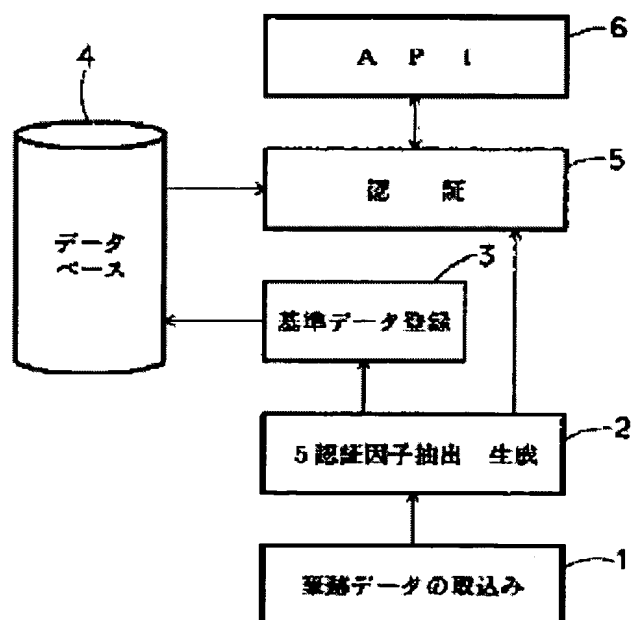 6
A P I
4
5
認 証
データ
ベース
3
基準データ登録
2
5認証因子抽出 生成
1
筆跡データの取込み